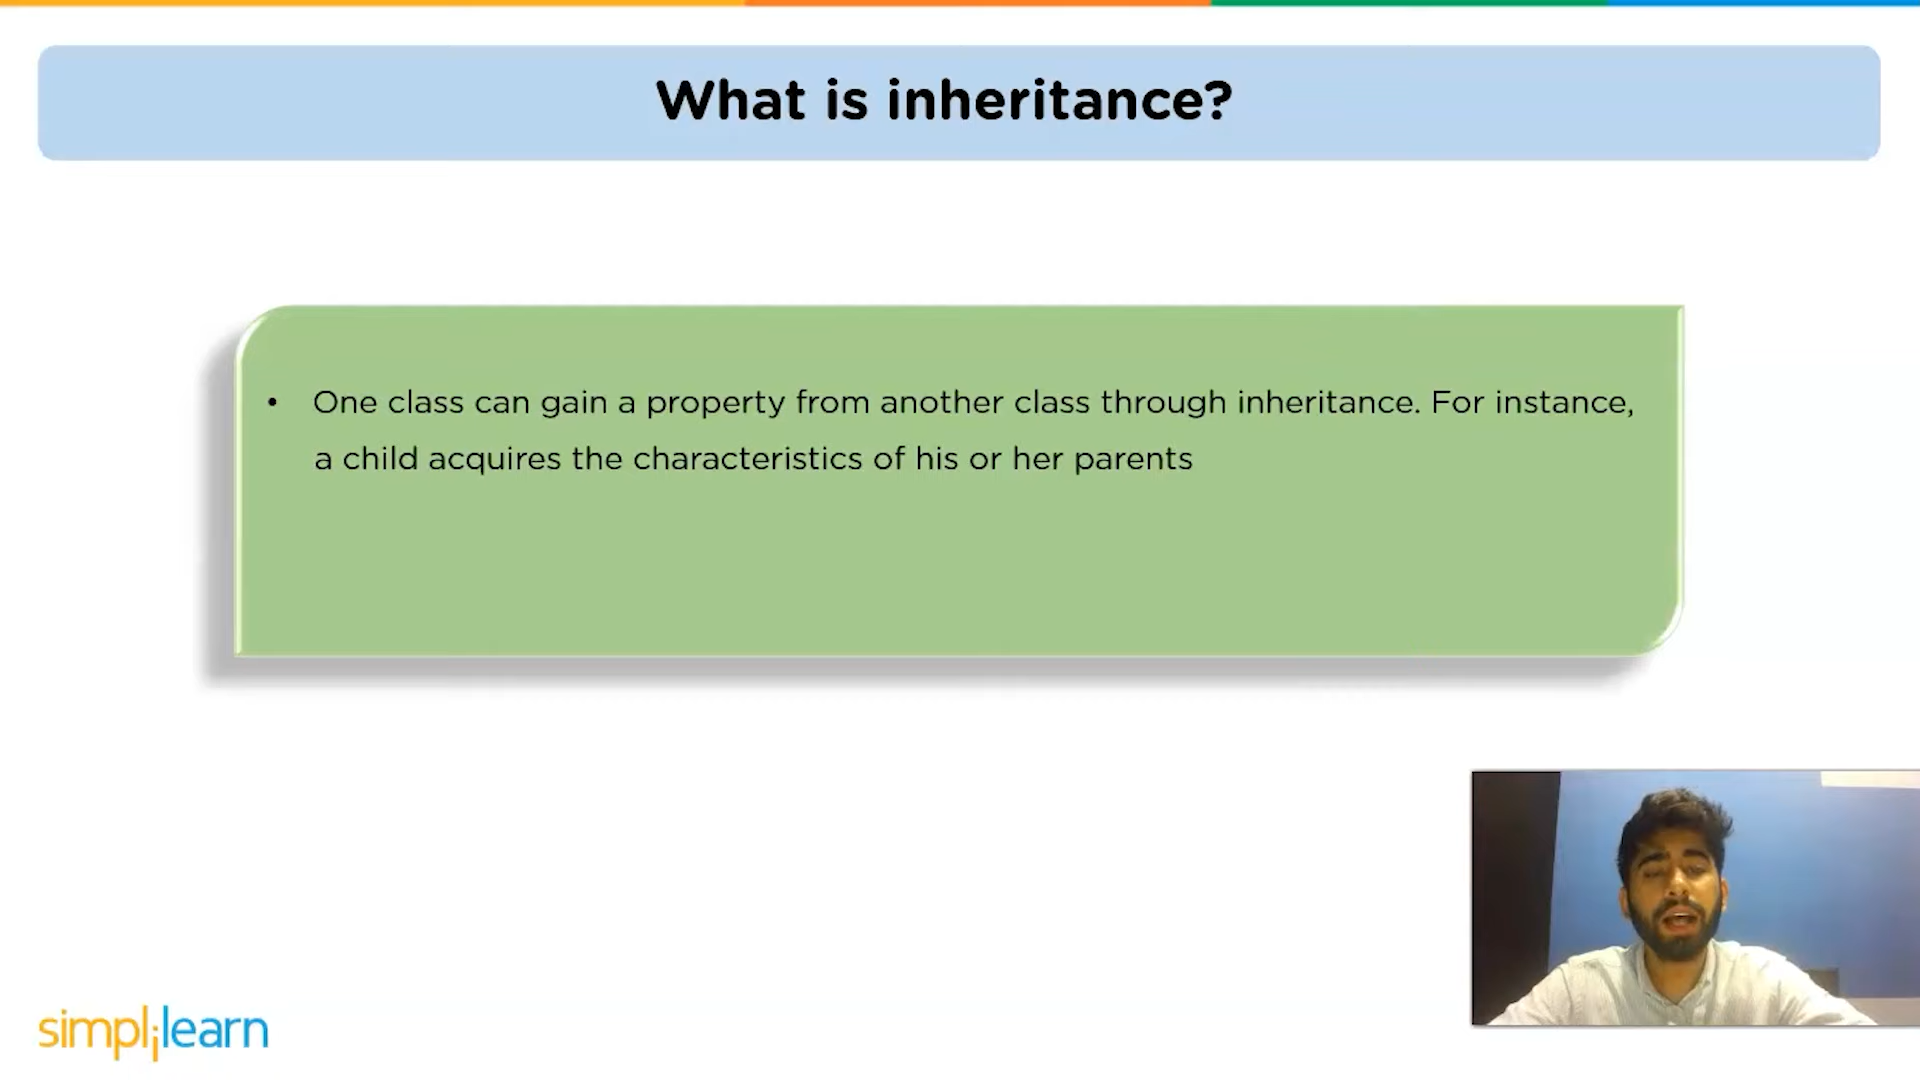 What is inheritance?
• One class can gain a property from another class through inheritance. For instance,
a child acquires the characteristics of his or her parents
simplilearn